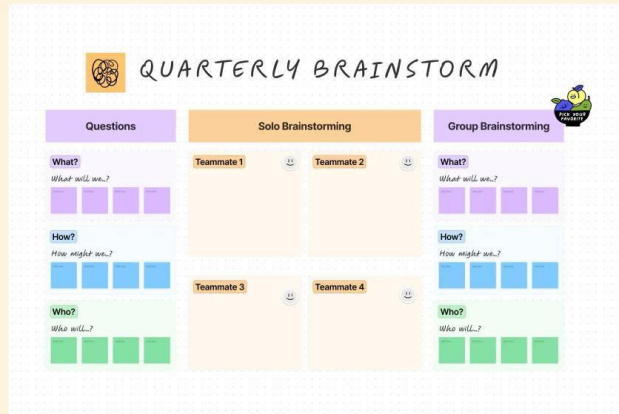 QUARTERLY BRAINSTORM
PICK YOUR
FAVORITE
Questions
What?
What will we..?
How?
How might we..?
Who?
Who will..?
Solo Brainstorming
Teammate 1
Teammate 2
Teammate 3
Teammate 4
Group Brainstorming
What?
What will we..?
How?
How might we..?
Who?
Who will..?